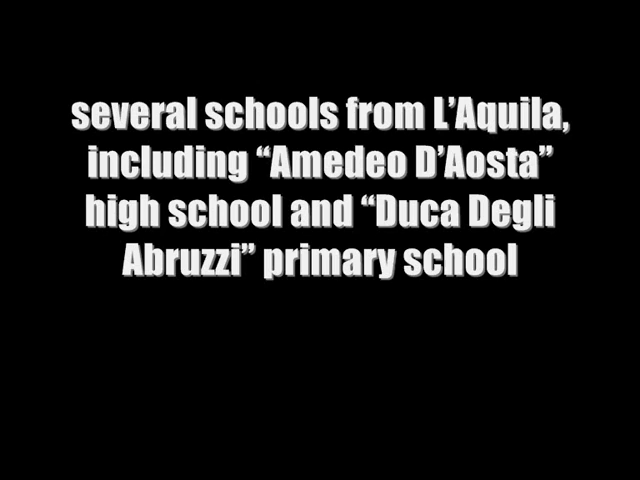 several schools from L’Aquila,
including “Amedeo D’Aosta”
high school and “Duca Degli
Abruzzi” primary school